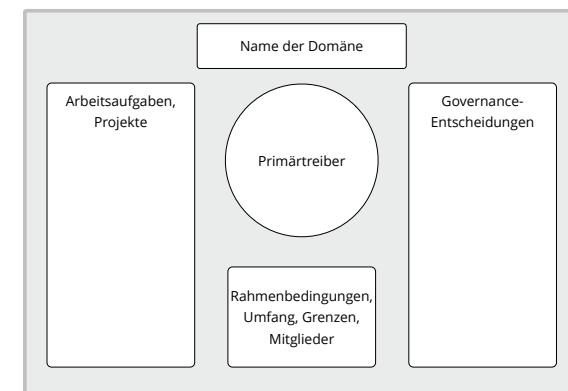 Name der Domäne
Arbeitsaufgaben,
Projekte
Primärtreiber
Governance-
Entscheidungen
Rahmenbedingungen,
Umfang, Grenzen,
Mitglieder